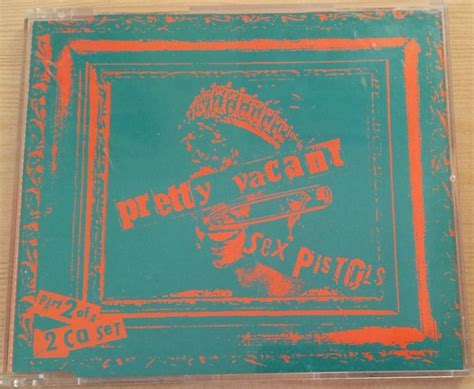 pretty vacant
sex PISTOLS
PART 2 of A
2 CD SET